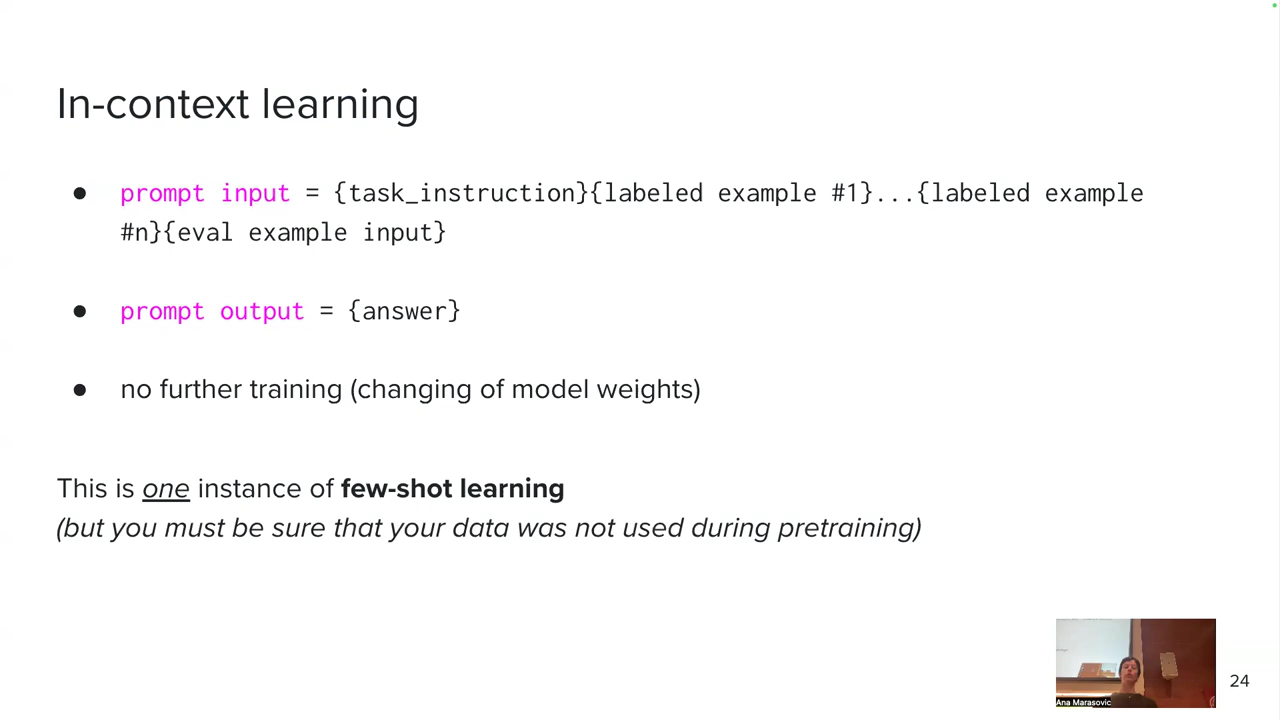 In-context learning
● prompt input = {task_instruction}{labeled example #1}...{labeled example
#n}{eval example input}
● prompt output = {answer}
● no further training (changing of model weights)
This is one instance of few-shot learning
(but you must be sure that your data was not used during pretraining)
Ana Marasovic
24